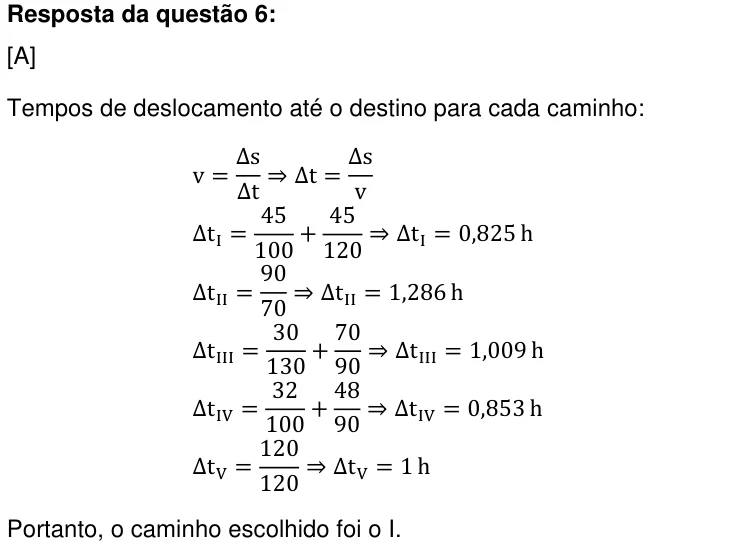 Resposta da questão 6:
[A]
Tempos de deslocamento até o destino para cada caminho:
v = Δs/Δt ⇒ Δt = Δs/v
Δt_I = 45/100 + 45/120 ⇒ Δt_I = 0,825 h
Δt_II = 90/70 ⇒ Δt_II = 1,286 h
Δt_III = 30/130 + 70/90 ⇒ Δt_III = 1,009 h
Δt_IV = 32/100 + 48/90 ⇒ Δt_IV = 0,853 h
Δt_V = 120/120 ⇒ Δt_V = 1 h
Portanto, o caminho escolhido foi o I.